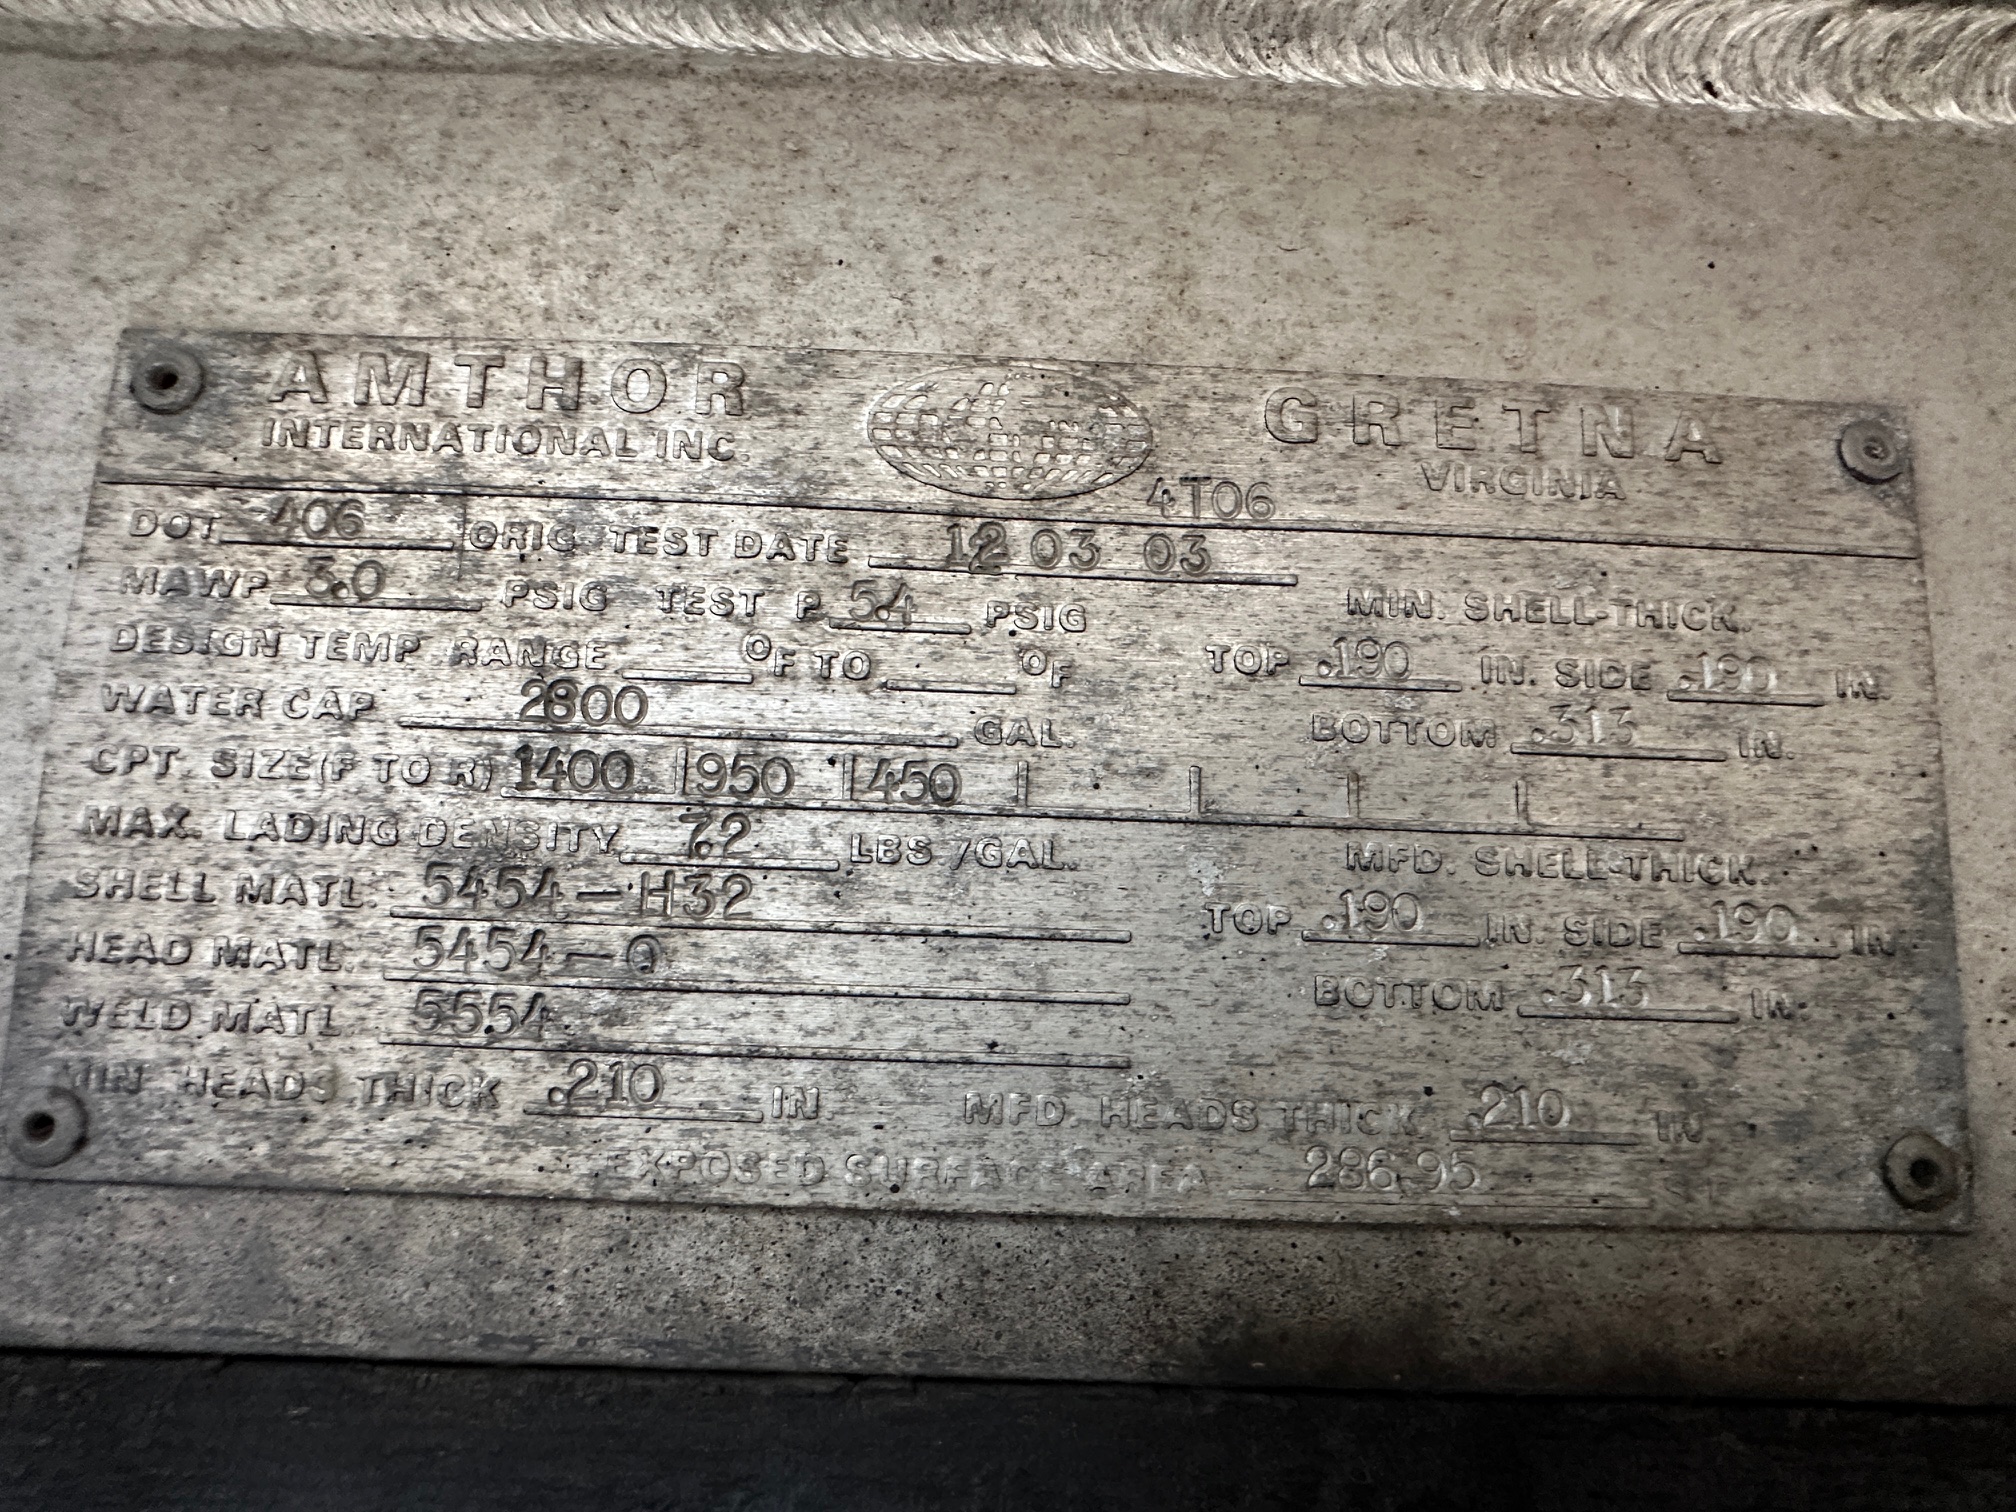 AMTHOR GRETNA
INTERNATIONAL INC. VIRGINIA
4T06
DOT 406 ORIG. TEST DATE 12 03 03
MAWP 3.0 PSIG TEST P. 5.4 PSIG MIN. SHELL-THICK.
DESIGN TEMP. RANGE ____ °F TO ____ °F TOP .190 IN. SIDE .190 IN.
WATER CAP. 2800 GAL. BOTTOM .313 IN.
CPT. SIZE(F TO R) 1400 | 950 | 450 | | | |
MAX. LADING DENSITY 7.2 LBS./GAL. MFD. SHELL-THICK.
SHELL MATL. 5454-H32 TOP .190 IN. SIDE .190 IN.
HEAD MATL. 5454-O BOTTOM .313 IN.
WELD MATL. 5554
MIN. HEADS THICK .210 IN. MFD. HEADS THICK .210 IN.
EXPOSED SURFACE AREA 286.95